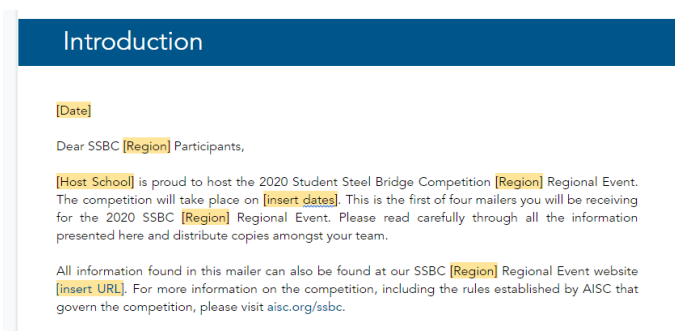 Introduction
[Date]
Dear SSBC [Region] Participants,
[Host School] is proud to host the 2020 Student Steel Bridge Competition [Region] Regional Event.
The competition will take place on [insert dates]. This is the first of four mailers you will be receiving
for the 2020 SSBC [Region] Regional Event. Please read carefully through all the information
presented here and distribute copies amongst your team.
All information found in this mailer can also be found at our SSBC [Region] Regional Event website
[insert URL]. For more information on the competition, including the rules established by AISC that
govern the competition, please visit aisc.org/ssbc.